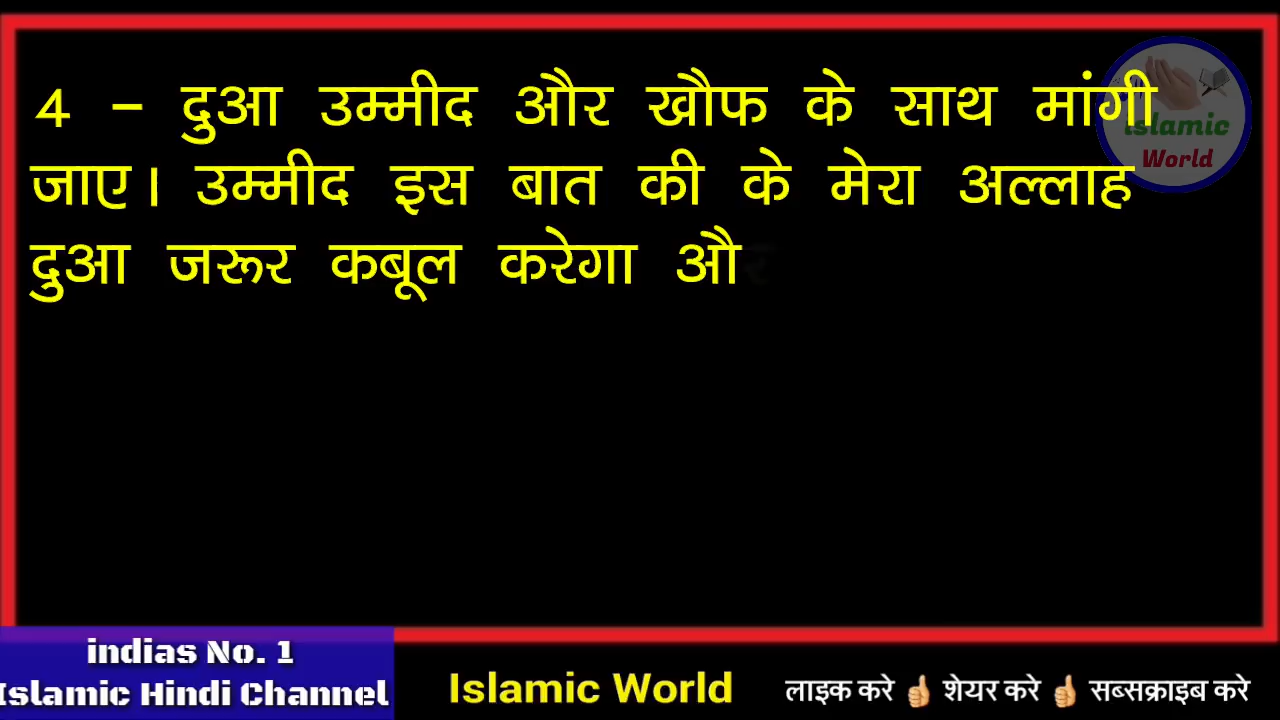 4 - दुआ उम्मीद और खौफ के साथ मांगी
जाए। उम्मीद इस बात की के मेरा अल्लाह
दुआ जरूर कबूल करेगा और
islamic
World
indias No. 1
Islamic Hindi Channel
Islamic World
लाइक करे 👍 शेयर करे 👍 सब्सक्राइब करे